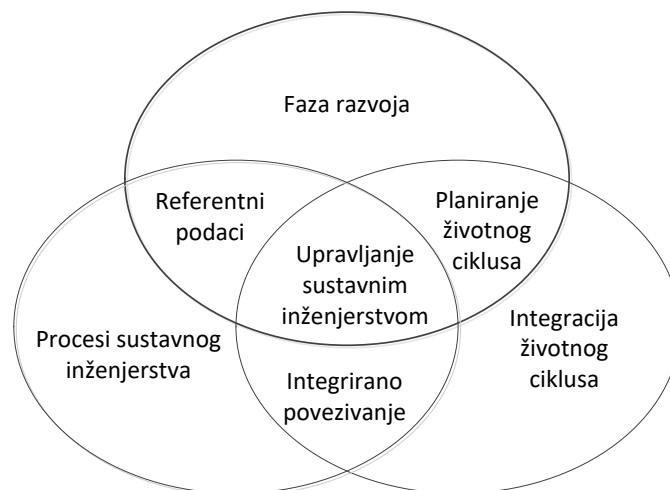 Faza razvoja
Referentni
podaci
Planiranje
životnog
ciklusa
Upravljanje
sustavnim
inženjerstvom
Procesi sustavnog
inženjerstva
Integracija
životnog
ciklusa
Integrirano
povezivanje